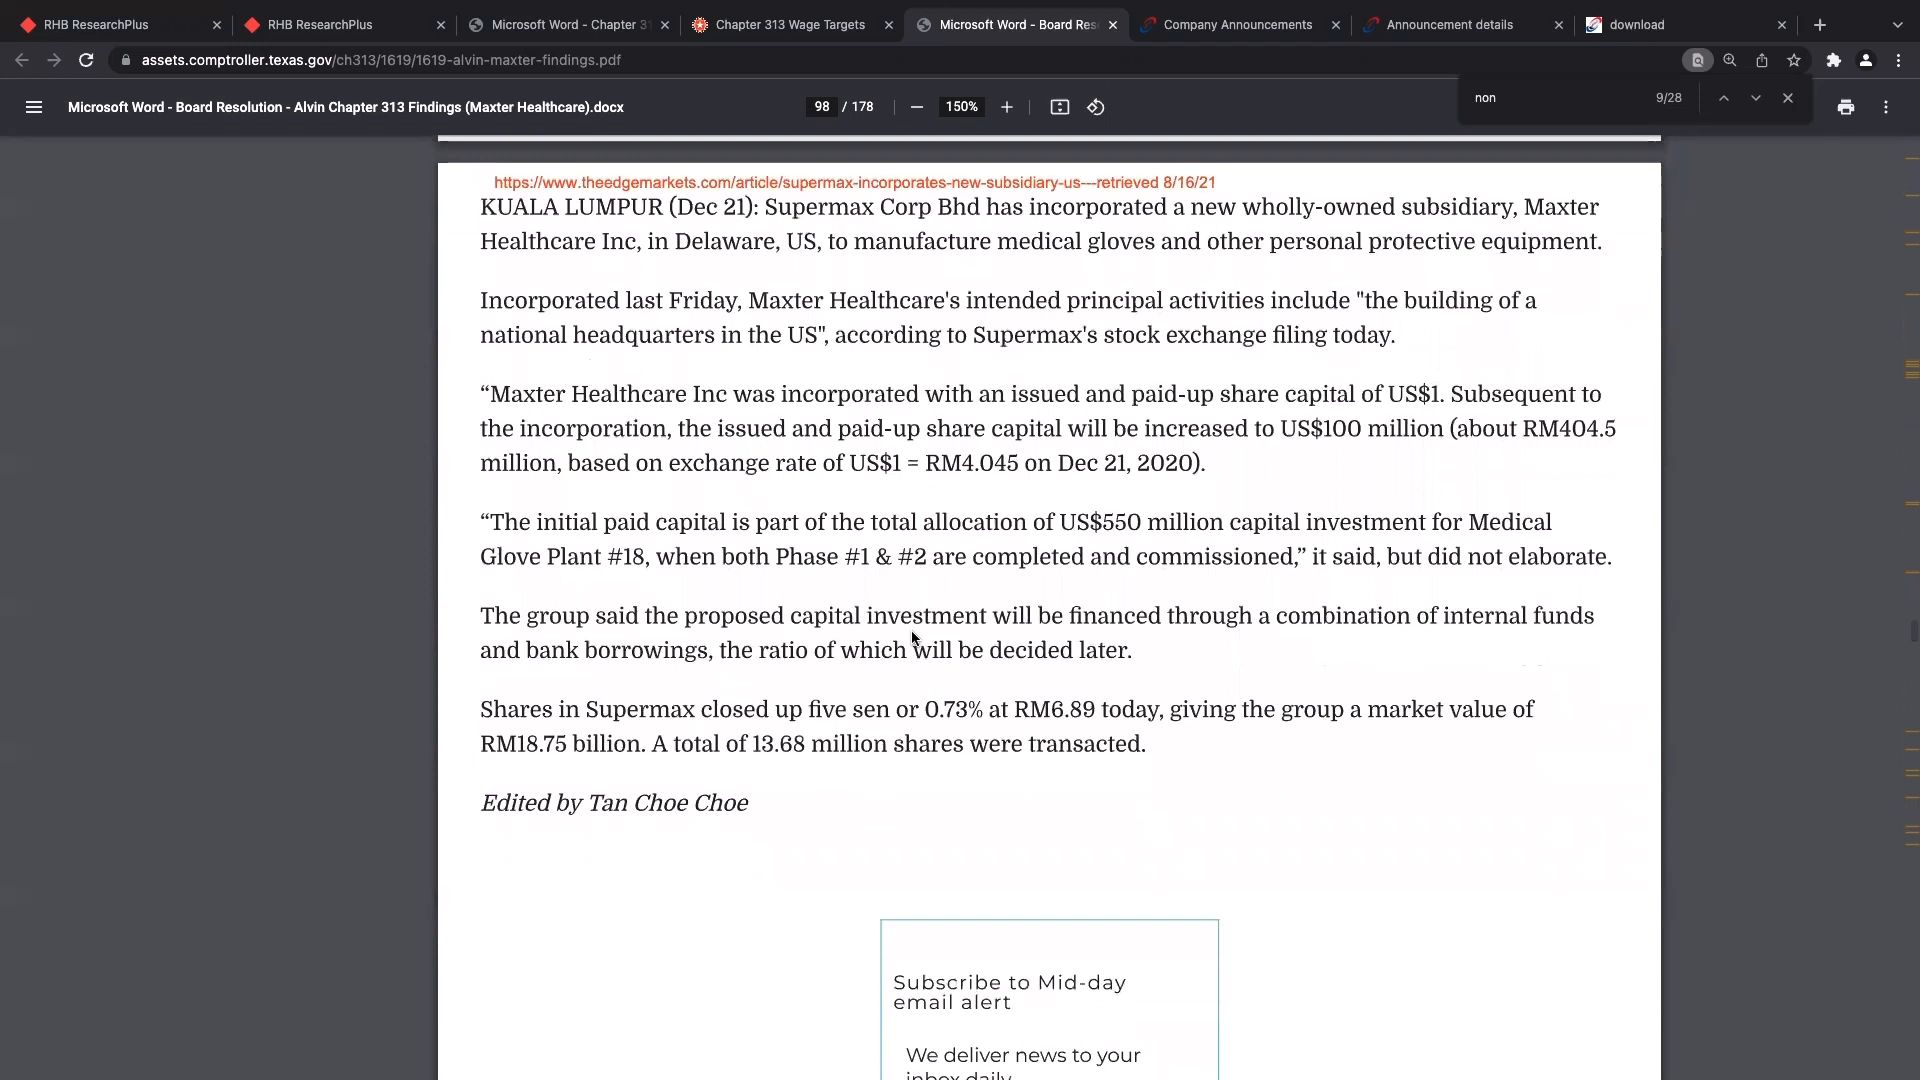 RHB ResearchPlus
RHB ResearchPlus
Microsoft Word - Chapter 31
Chapter 313 Wage Targets
Microsoft Word - Board Res
Company Announcements
Announcement details
download
assets.comptroller.texas.gov/ch313/1619/1619-alvin-maxter-findings.pdf
Microsoft Word - Board Resolution - Alvin Chapter 313 Findings (Maxter Healthcare).docx
98 / 178
150%
non
9/28
https://www.theedgemarkets.com/article/supermax-incorporates-new-subsidiary-us---retrieved 8/16/21
KUALA LUMPUR (Dec 21): Supermax Corp Bhd has incorporated a new wholly-owned subsidiary, Maxter
Healthcare Inc, in Delaware, US, to manufacture medical gloves and other personal protective equipment.
Incorporated last Friday, Maxter Healthcare's intended principal activities include "the building of a
national headquarters in the US", according to Supermax's stock exchange filing today.
“Maxter Healthcare Inc was incorporated with an issued and paid-up share capital of US$1. Subsequent to
the incorporation, the issued and paid-up share capital will be increased to US$100 million (about RM404.5
million, based on exchange rate of US$1 = RM4.045 on Dec 21, 2020).
“The initial paid capital is part of the total allocation of US$550 million capital investment for Medical
Glove Plant #18, when both Phase #1 & #2 are completed and commissioned,” it said, but did not elaborate.
The group said the proposed capital investment will be financed through a combination of internal funds
and bank borrowings, the ratio of which will be decided later.
Shares in Supermax closed up five sen or 0.73% at RM6.89 today, giving the group a market value of
RM18.75 billion. A total of 13.68 million shares were transacted.
Edited by Tan Choe Choe
Subscribe to Mid-day
email alert
We deliver news to your
inbox daily